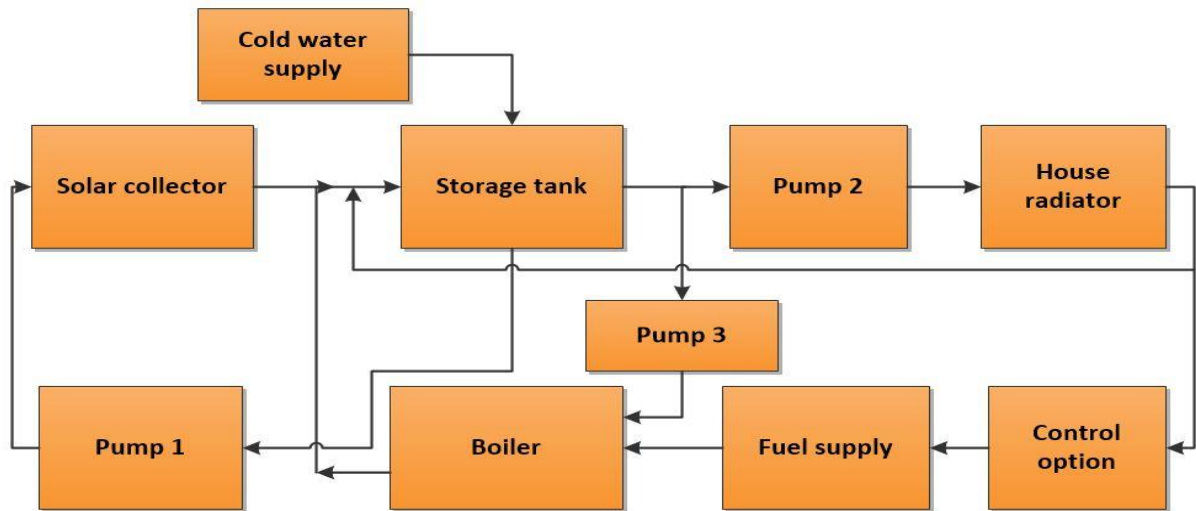 Cold water
supply
Solar collector
Storage tank
Pump 2
House
radiator
Pump 3
Pump 1
Boiler
Fuel supply
Control
option